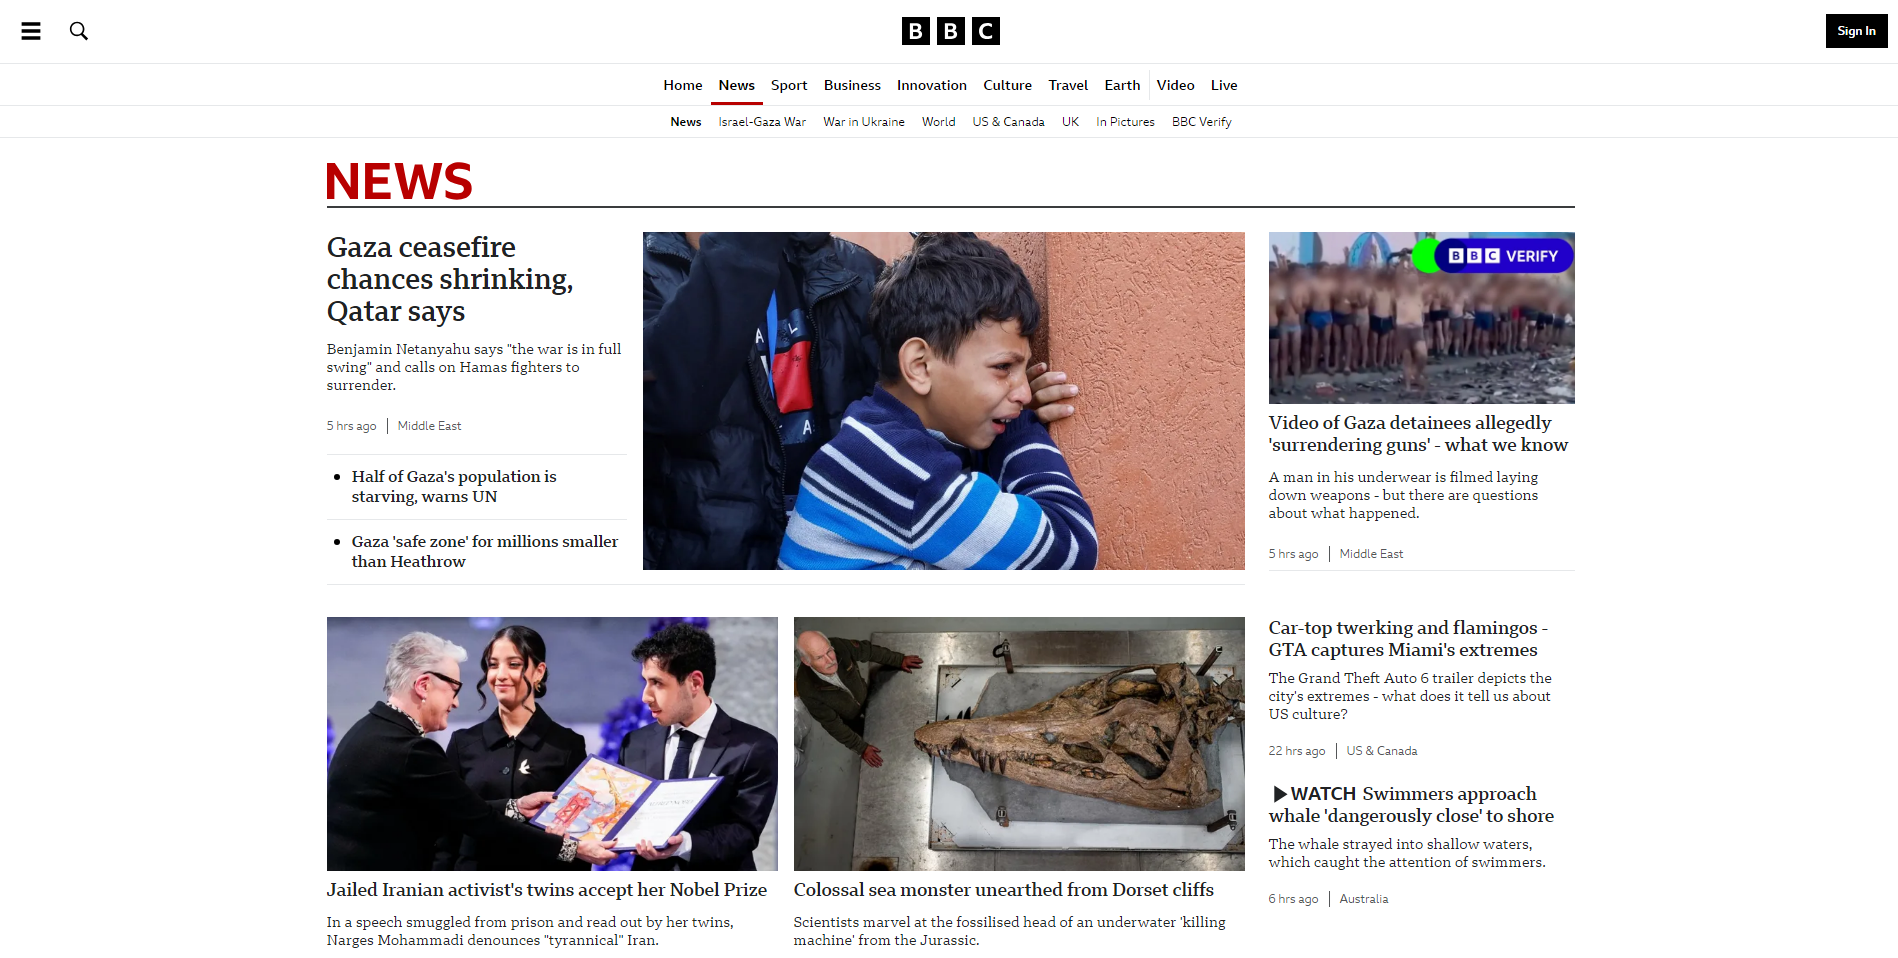 BBC
Sign In
Home News Sport Business Innovation Culture Travel Earth Video Live
News Israel-Gaza War War in Ukraine World US & Canada UK In Pictures BBC Verify
NEWS
Gaza ceasefire
chances shrinking,
Qatar says
Benjamin Netanyahu says "the war is in full
swing" and calls on Hamas fighters to
surrender.
5 hrs ago | Middle East
Half of Gaza's population is
starving, warns UN
Gaza 'safe zone' for millions smaller
than Heathrow
A L
A
BBC VERIFY
Video of Gaza detainees allegedly
'surrendering guns' - what we know
A man in his underwear is filmed laying
down weapons - but there are questions
about what happened.
5 hrs ago | Middle East
Jailed Iranian activist's twins accept her Nobel Prize
In a speech smuggled from prison and read out by her twins,
Narges Mohammadi denounces "tyrannical" Iran.
Colossal sea monster unearthed from Dorset cliffs
Scientists marvel at the fossilised head of an underwater 'killing
machine' from the Jurassic.
Car-top twerking and flamingos -
GTA captures Miami's extremes
The Grand Theft Auto 6 trailer depicts the
city's extremes - what does it tell us about
US culture?
22 hrs ago | US & Canada
WATCH Swimmers approach
whale 'dangerously close' to shore
The whale strayed into shallow waters,
which caught the attention of swimmers.
6 hrs ago | Australia